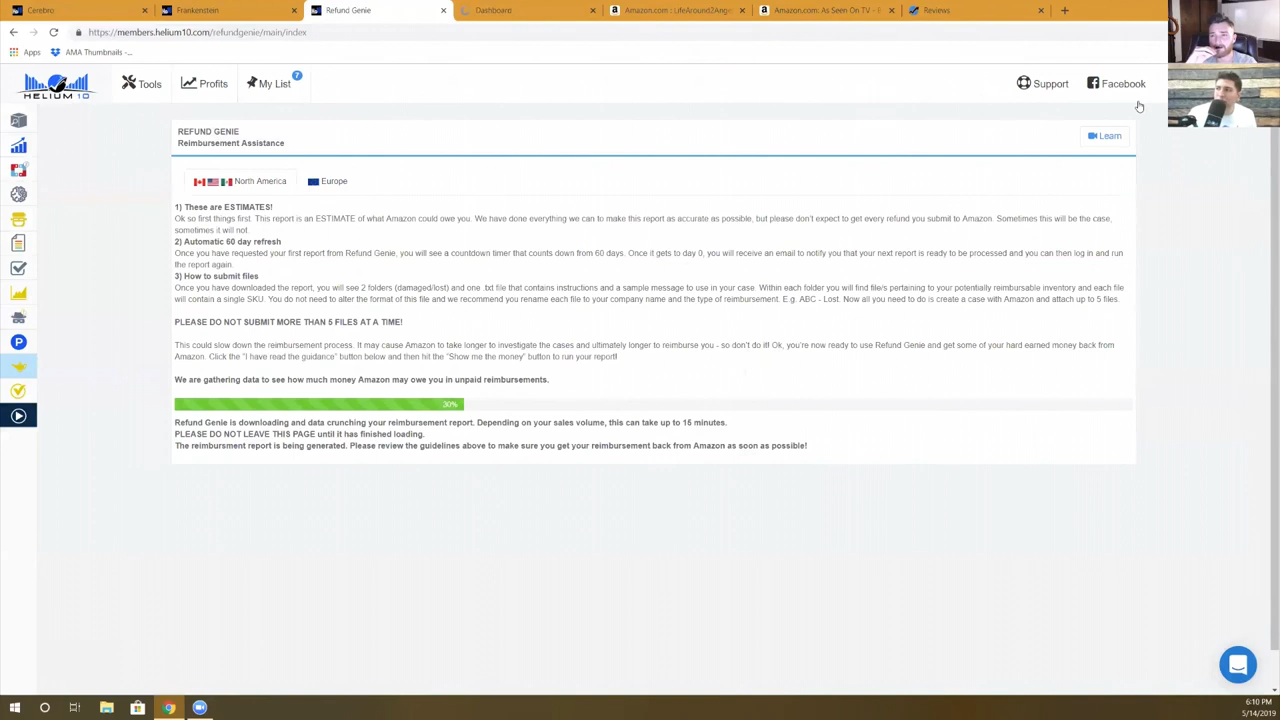 Cerebro
Frankenstein
Refund Genie
Dashboard
Amazon.com : LifeAround2Ange
Amazon.com: As Seen On TV - B
Reviews
https://members.helium10.com/refundgenie/main/index
Apps
AMA Thumbnails -...
HELIUM 10
Tools
Profits
My List
7
Support
Facebook
REFUND GENIE
Reimbursement Assistance
Learn
North America
Europe
1) These are ESTIMATES!
Ok so first things first. This report is an ESTIMATE of what Amazon could owe you. We have done everything we can to make this report as accurate as possible, but please don't expect to get every refund you submit to Amazon. Sometimes this will be the case,
sometimes it will not.
2) Automatic 60 day refresh
Once you have requested your first report from Refund Genie, you will see a countdown timer that counts down from 60 days. Once it gets to day 0, you will receive an email to notify you that your next report is ready to be processed and you can then log in and run
the report again.
3) How to submit files
Once you have downloaded the report, you will see 2 folders (damaged/lost) and one .txt file that contains instructions and a sample message to use in your case. Within each folder you will find file/s pertaining to your potentially reimbursable inventory and each file
will contain a single SKU. You do not need to alter the format of this file and we recommend you rename each file to your company name and the type of reimbursement. E.g. ABC - Lost. Now all you need to do is create a case with Amazon and attach up to 5 files.
PLEASE DO NOT SUBMIT MORE THAN 5 FILES AT A TIME!
This could slow down the reimbursement process. It may cause Amazon to take longer to investigate the cases and ultimately longer to reimburse you - so don't do it! Ok, you're now ready to use Refund Genie and get some of your hard earned money back from
Amazon. Click the "I have read the guidance" button below and then hit the "Show me the money" button to run your report!
We are gathering data to see how much money Amazon may owe you in unpaid reimbursements.
30%
Refund Genie is downloading and data crunching your reimbursement report. Depending on your sales volume, this can take up to 15 minutes.
PLEASE DO NOT LEAVE THIS PAGE until it has finished loading.
The reimbursment report is being generated. Please review the guidelines above to make sure you get your reimbursement back from Amazon as soon as possible!
6:10 PM
5/14/2019